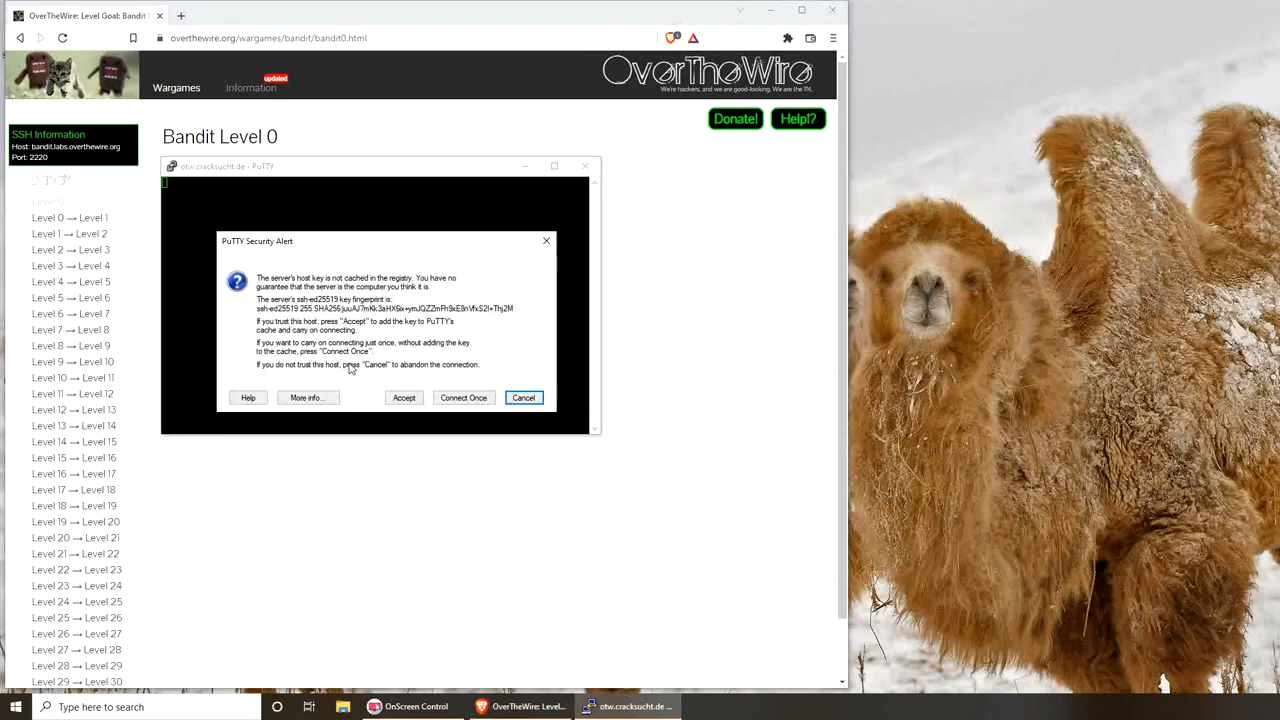 OverTheWire: Level Goal: Bandit
overthewire.org/wargames/bandit/bandit0.html
1
OverTheWire
We're hackers, and we are good-looking. We are the 1%.
Wargames
Information
updated
Donate!
Help!?
SSH Information
Host: bandit.labs.overthewire.org
Port: 2220
Bandit Level 0
Level 0
Level 0 → Level 1
Level 1 → Level 2
Level 2 → Level 3
Level 3 → Level 4
Level 4 → Level 5
Level 5 → Level 6
Level 6 → Level 7
Level 7 → Level 8
Level 8 → Level 9
Level 9 → Level 10
Level 10 → Level 11
Level 11 → Level 12
Level 12 → Level 13
Level 13 → Level 14
Level 14 → Level 15
Level 15 → Level 16
Level 16 → Level 17
Level 17 → Level 18
Level 18 → Level 19
Level 19 → Level 20
Level 20 → Level 21
Level 21 → Level 22
Level 22 → Level 23
Level 23 → Level 24
Level 24 → Level 25
Level 25 → Level 26
Level 26 → Level 27
Level 27 → Level 28
Level 28 → Level 29
Level 29 → Level 30
otw.cracksucht.de - PuTTY
PuTTY Security Alert
The server's host key is not cached in the registry. You have no
guarantee that the server is the computer you think it is.
The server's ssh-ed25519 key fingerprint is:
ssh-ed25519 255
If you trust this host, press "Accept" to add the key to PuTTY's
cache and carry on connecting.
If you want to carry on connecting just once, without adding the key
to the cache, press "Connect Once".
If you do not trust this host, press "Cancel" to abandon the connection.
Help
More info...
Accept
Connect Once
Cancel
Type here to search
OnScreen Control
OverTheWire: Level...
otw.cracksucht.de ...